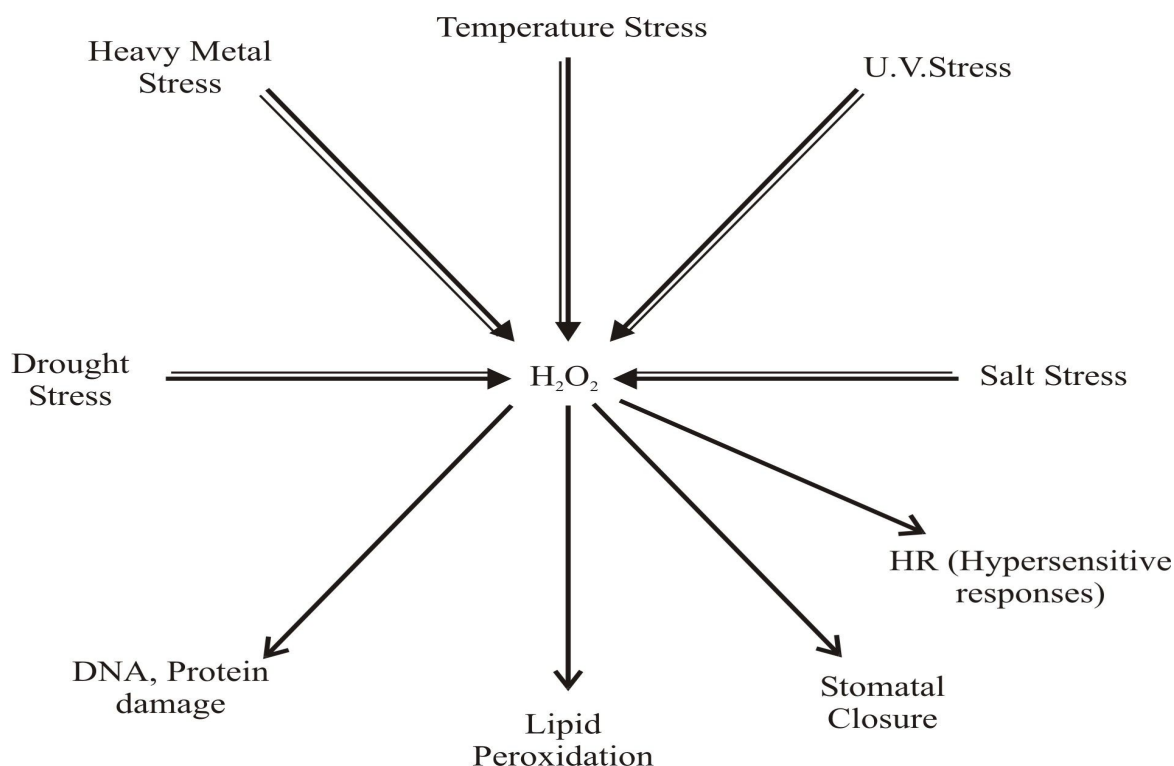 Temperature Stress
Heavy Metal
Stress
U.V.Stress
Drought
Stress
H₂O₂
Salt Stress
HR (Hypersensitive
responses)
DNA, Protein
damage
Stomatal
Closure
Lipid
Peroxidation